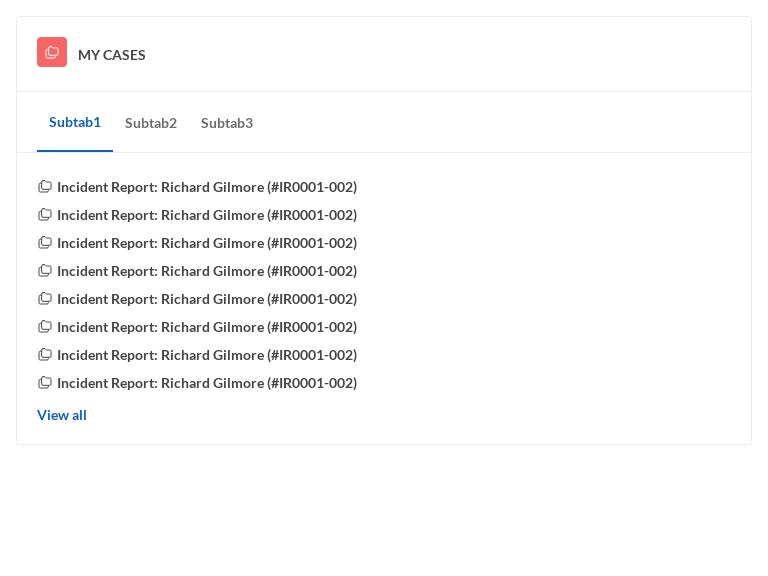 MY CASES
Subtab1 Subtab2 Subtab3
Incident Report: Richard Gilmore (#IR0001-002)
Incident Report: Richard Gilmore (#IR0001-002)
Incident Report: Richard Gilmore (#IR0001-002)
Incident Report: Richard Gilmore (#IR0001-002)
Incident Report: Richard Gilmore (#IR0001-002)
Incident Report: Richard Gilmore (#IR0001-002)
Incident Report: Richard Gilmore (#IR0001-002)
Incident Report: Richard Gilmore (#IR0001-002)
View all